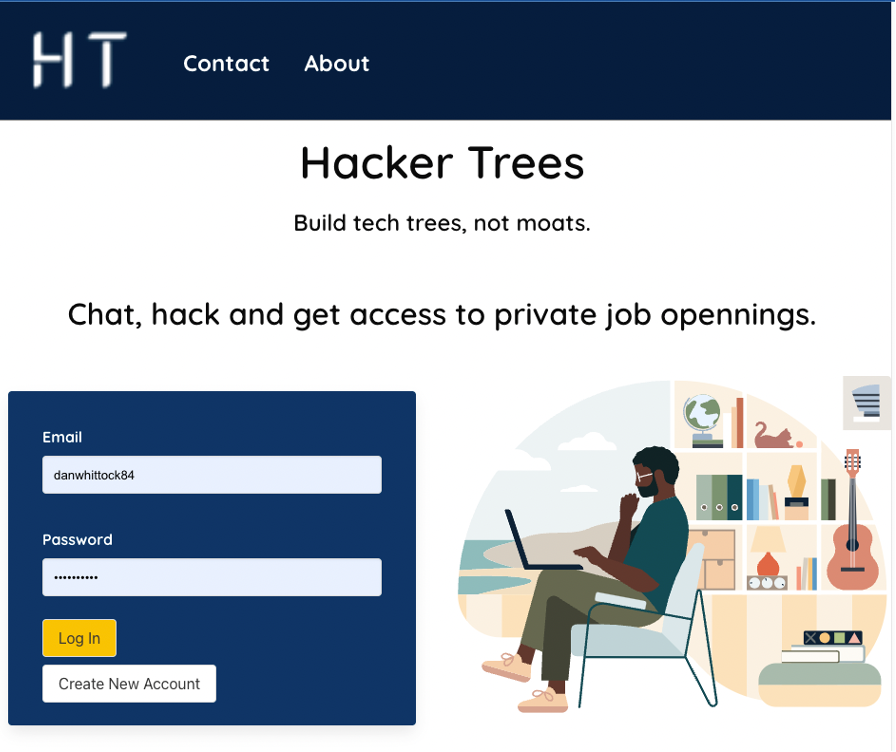 HT
Contact About
Hacker Trees
Build tech trees, not moats.
Chat, hack and get access to private job opennings.
Email
danwhittock84
Password
••••••••••
Log In
Create New Account